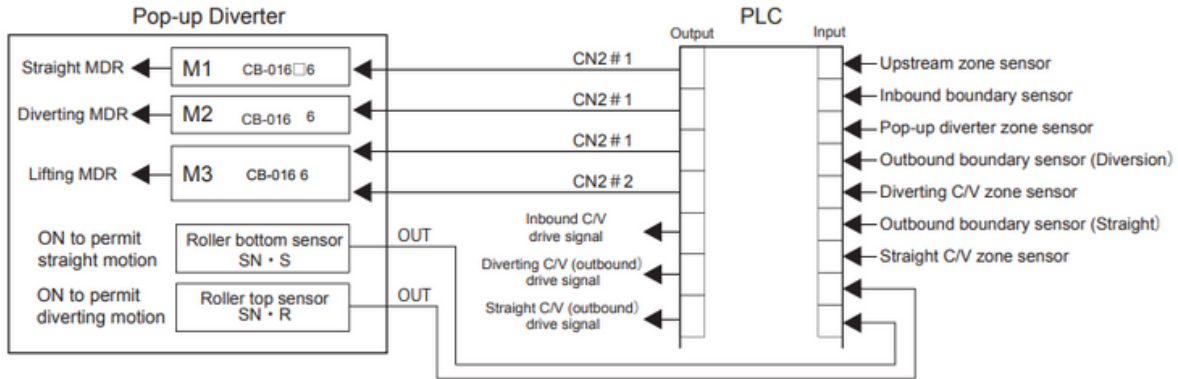 Pop-up Diverter
PLC
Output
Input
Straight MDR
M1
CB-016□6
CN2 # 1
Upstream zone sensor
Diverting MDR
M2
CB-016 6
CN2 # 1
Inbound boundary sensor
Pop-up diverter zone sensor
Lifting MDR
M3
CB-016 6
CN2 # 1
CN2 # 2
Outbound boundary sensor (Diversion)
Diverting C/V zone sensor
Outbound boundary sensor (Straight)
Straight C/V zone sensor
ON to permit
straight motion
Roller bottom sensor
SN・S
OUT
Inbound C/V
drive signal
ON to permit
diverting motion
Roller top sensor
SN・R
OUT
Diverting C/V (outbound)
drive signal
Straight C/V (outbound)
drive signal